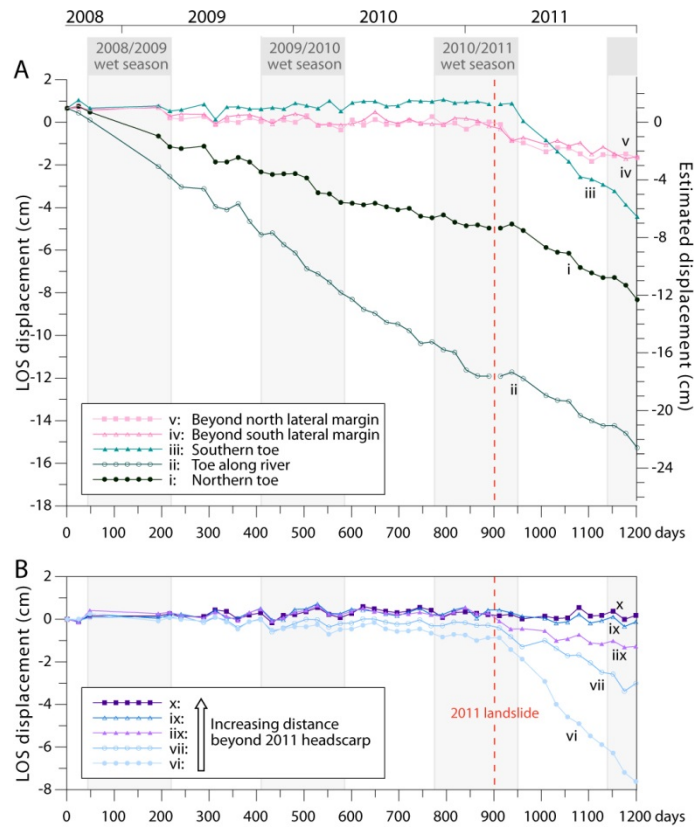 2008 2009 2010 2011
2008/2009
wet season
2009/2010
wet season
2010/2011
wet season
A
LOS displacement (cm)
2
0
-2
-4
-6
-8
-10
-12
-14
-16
-18
Estimated displacement (cm)
0
-4
-8
-12
-16
-20
-24
v
iv
iii
i
ii
v: Beyond north lateral margin
iv: Beyond south lateral margin
iii: Southern toe
ii: Toe along river
i: Northern toe
0 100 200 300 400 500 600 700 800 900 1000 1100 1200 days
B
LOS displacement (cm)
2
0
-2
-4
-6
-8
x
ix
iix
vii
vi
2011 landslide
x:
ix:
iix:
vii:
vi:
Increasing distance
beyond 2011 headscarp
0 100 200 300 400 500 600 700 800 900 1000 1100 1200 days